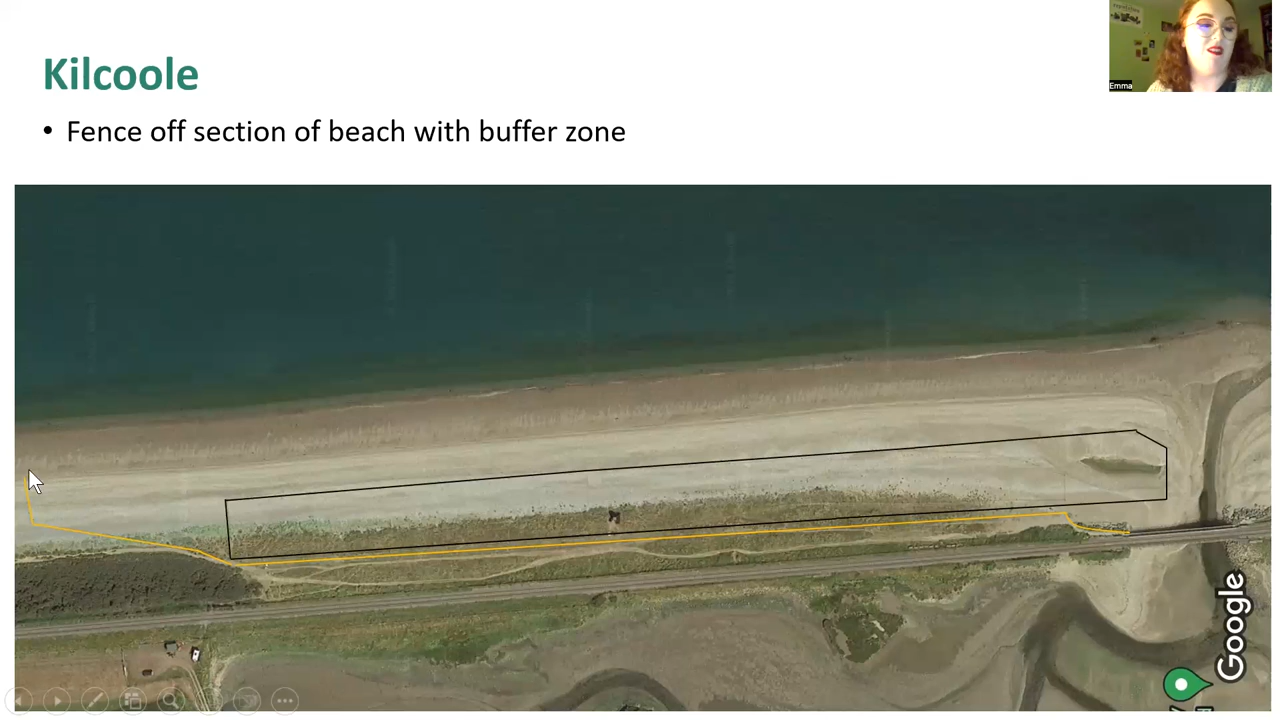 Kilcoole
• Fence off section of beach with buffer zone
Emma
Google